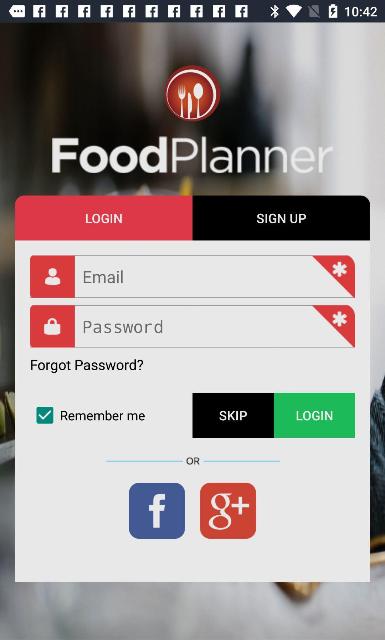 10:42
FoodPlanner
LOGIN
SIGN UP
Email
Password
Forgot Password?
Remember me
SKIP
LOGIN
OR
f
g+